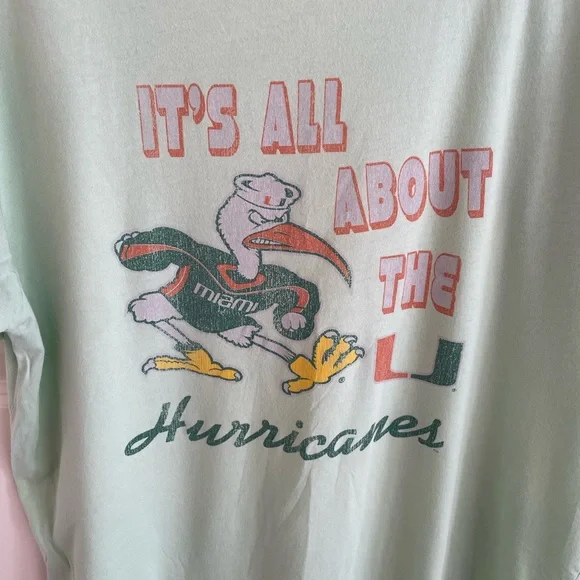 IT'S ALL
ABOUT
THE
U
miami
Hurricanes